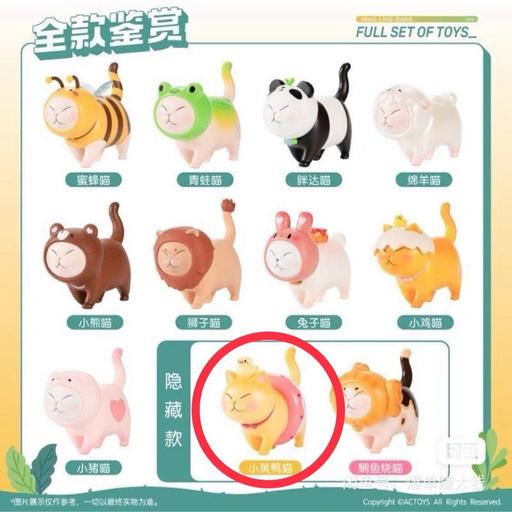 全款鉴赏
MIAO-LING-DANG
FULL SET OF TOYS_
蜜蜂喵
青蛙喵
胖达喵
绵羊喵
小熊喵
狮子喵
兔子喵
小鸡喵
小猪喵
隐藏款
小黄鸭喵
鲷鱼烧喵
*图片展示仅作参考,一切以最终实物为准。
Copyright ©ACTOYS. All Rights Reserved